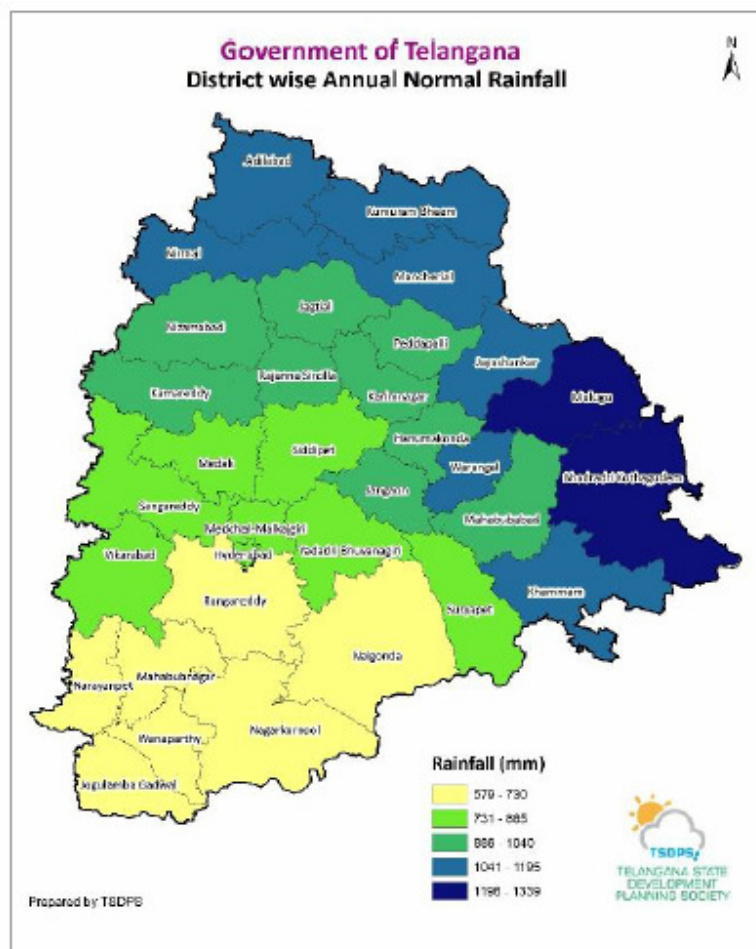 Government of Telangana
District wise Annual Normal Rainfall
N
Adilabad
Kumuram Bheem
Nirmal
Mancherial
Nizamabad
Jagtial
Peddapalli
Jayashankar
Mulugu
Kamareddy
Rajanna Sircilla
Karimnagar
Hanumakonda
Warangal
Bhadradri Kothagudem
Medak
Siddipet
Jangaon
Mahabubabad
Sangareddy
Medchal-Malkajgiri
Vikarabad
Hyderabad
Yadadri Bhuvanagiri
Khammam
Rangareddy
Suryapet
Nalgonda
Narayanpet
Mahabubnagar
Wanaparthy
Nagarkurnool
Jogulamba Gadwal
Rainfall (mm)
579 - 730
731 - 885
886 - 1040
1041 - 1195
1196 - 1339
TSDPS
TELANGANA STATE
DEVELOPMENT
PLANNING SOCIETY
Prepared by TSDPS